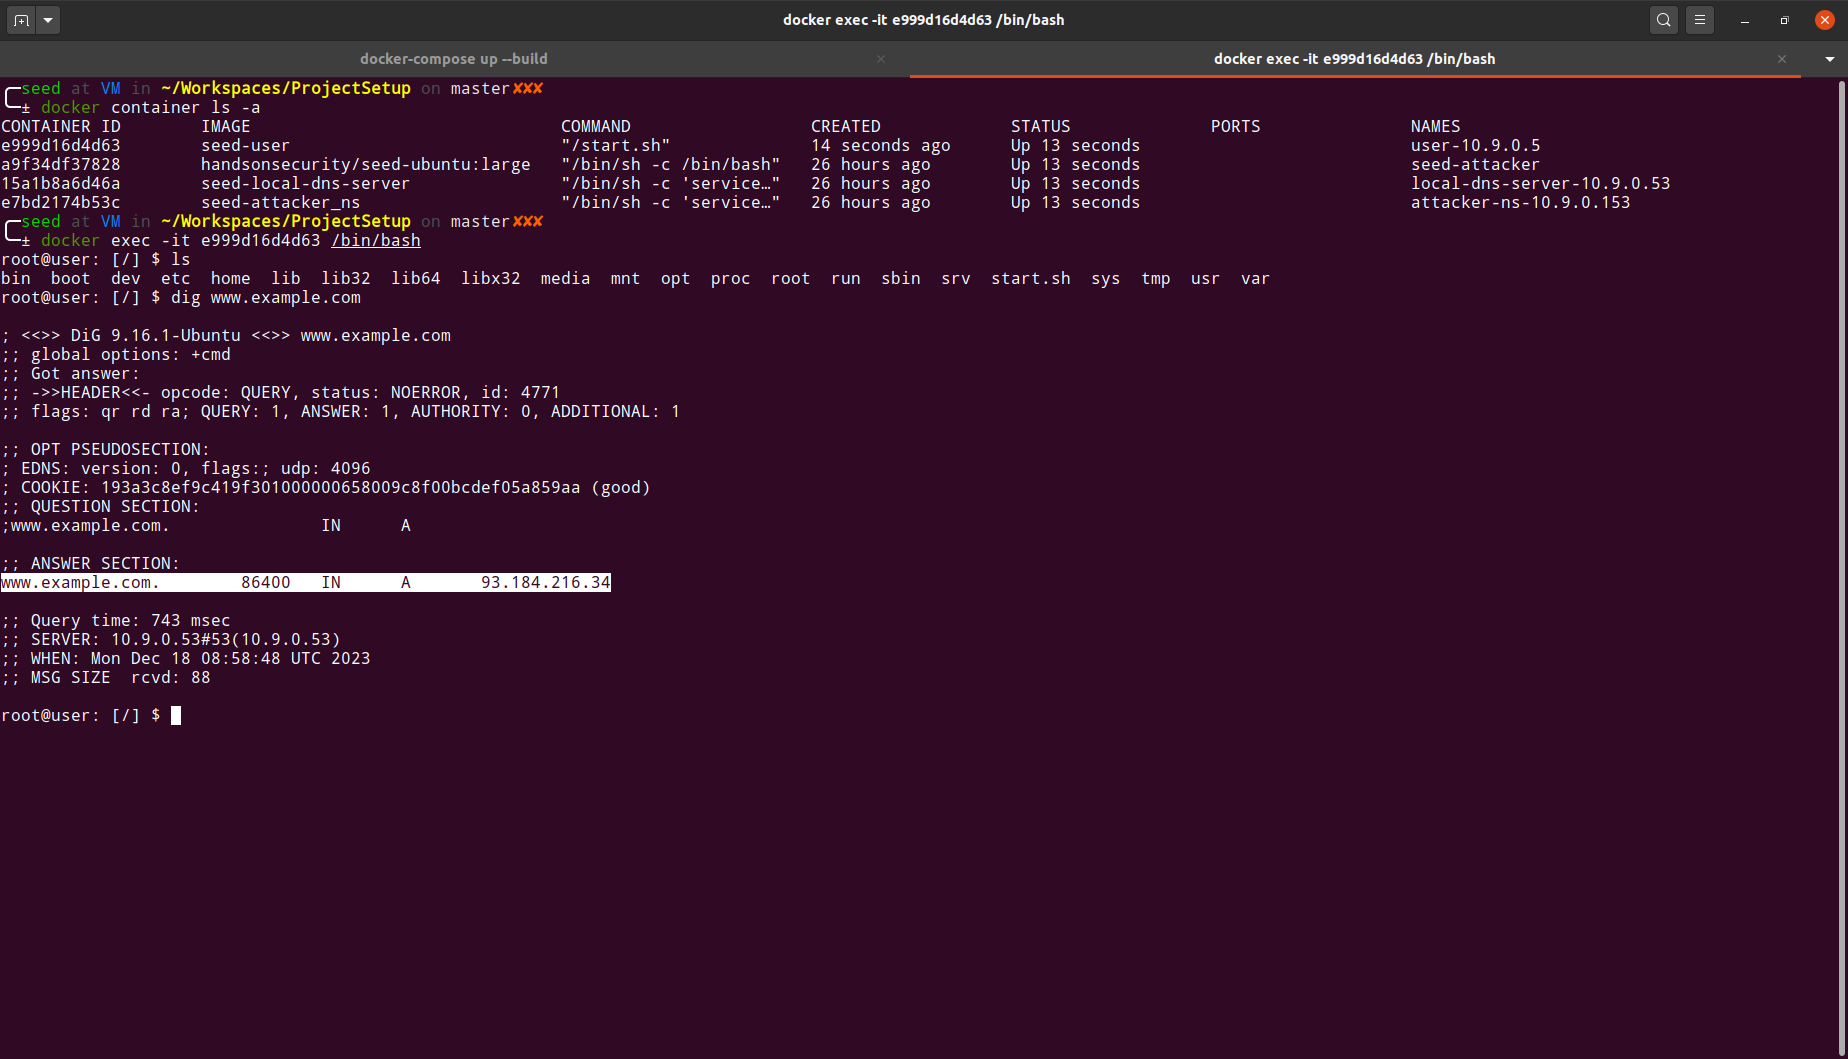 docker exec -it e999d16d4d63 /bin/bash
docker-compose up --build
docker exec -it e999d16d4d63 /bin/bash
seed at VM in ~/Workspaces/ProjectSetup on master✘✘✘
± docker container ls -a
CONTAINER ID        IMAGE                               COMMAND                  CREATED             STATUS              PORTS               NAMES
e999d16d4d63        seed-user                           "/start.sh"              14 seconds ago      Up 13 seconds                           user-10.9.0.5
a9f34df37828        handsonsecurity/seed-ubuntu:large   "/bin/sh -c /bin/bash"   26 hours ago        Up 13 seconds                           seed-attacker
15a1b8a6d46a        seed-local-dns-server               "/bin/sh -c 'service…"   26 hours ago        Up 13 seconds                           local-dns-server-10.9.0.53
e7bd2174b53c        seed-attacker_ns                    "/bin/sh -c 'service…"   26 hours ago        Up 13 seconds                           attacker-ns-10.9.0.153
seed at VM in ~/Workspaces/ProjectSetup on master✘✘✘
± docker exec -it e999d16d4d63 /bin/bash
root@user: [/] $ ls
bin  boot  dev  etc  home  lib  lib32  lib64  libx32  media  mnt  opt  proc  root  run  sbin  srv  start.sh  sys  tmp  usr  var
root@user: [/] $ dig www.example.com
; <<>> DiG 9.16.1-Ubuntu <<>> www.example.com
;; global options: +cmd
;; Got answer:
;; ->>HEADER<<- opcode: QUERY, status: NOERROR, id: 4771
;; flags: qr rd ra; QUERY: 1, ANSWER: 1, AUTHORITY: 0, ADDITIONAL: 1
;; OPT PSEUDOSECTION:
; EDNS: version: 0, flags:; udp: 4096
; COOKIE: 193a3c8ef9c419f301000000658009c8f00bcdef05a859aa (good)
;; QUESTION SECTION:
;www.example.com.               IN      A
;; ANSWER SECTION:
www.example.com.        86400   IN      A       93.184.216.34
;; Query time: 743 msec
;; SERVER: 10.9.0.53#53(10.9.0.53)
;; WHEN: Mon Dec 18 08:58:48 UTC 2023
;; MSG SIZE  rcvd: 88
root@user: [/] $